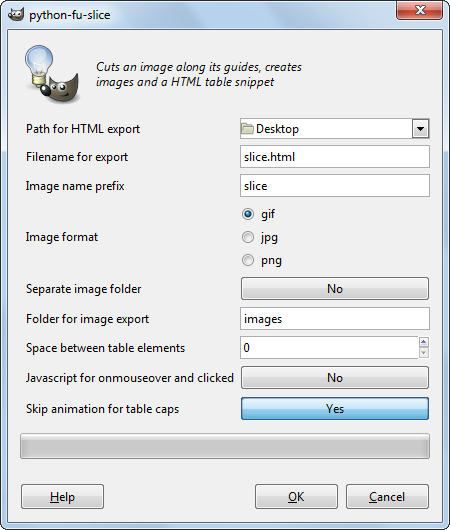 python-fu-slice
Cuts an image along its guides, creates
images and a HTML table snippet
Path for HTML export
Desktop
Filename for export
slice.html
Image name prefix
slice
Image format
gif
jpg
png
Separate image folder
No
Folder for image export
images
Space between table elements
0
Javascript for onmouseover and clicked
No
Skip animation for table caps
Yes
Help
OK
Cancel